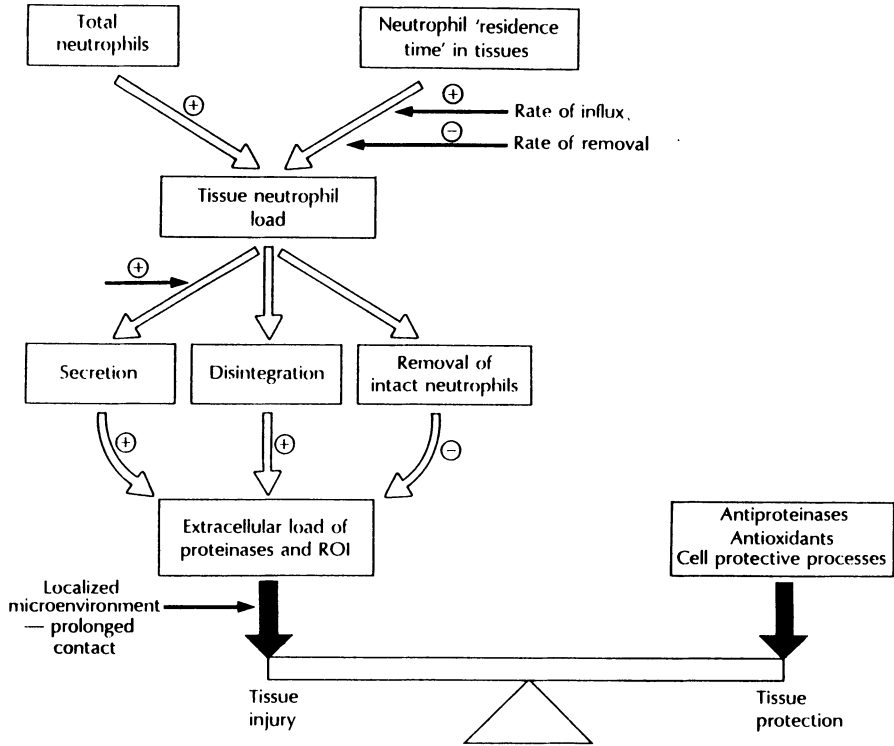 Total
neutrophils
Neutrophil ‘residence
time’ in tissues
+
+
Rate of influx
−
Rate of removal
Tissue neutrophil
load
+
Secretion
Disintegration
Removal of
intact neutrophils
+
+
−
Extracellular load of
proteinases and ROI
Antiproteinases
Antioxidants
Cell protective processes
Localized
microenvironment
— prolonged
contact
Tissue
injury
Tissue
protection